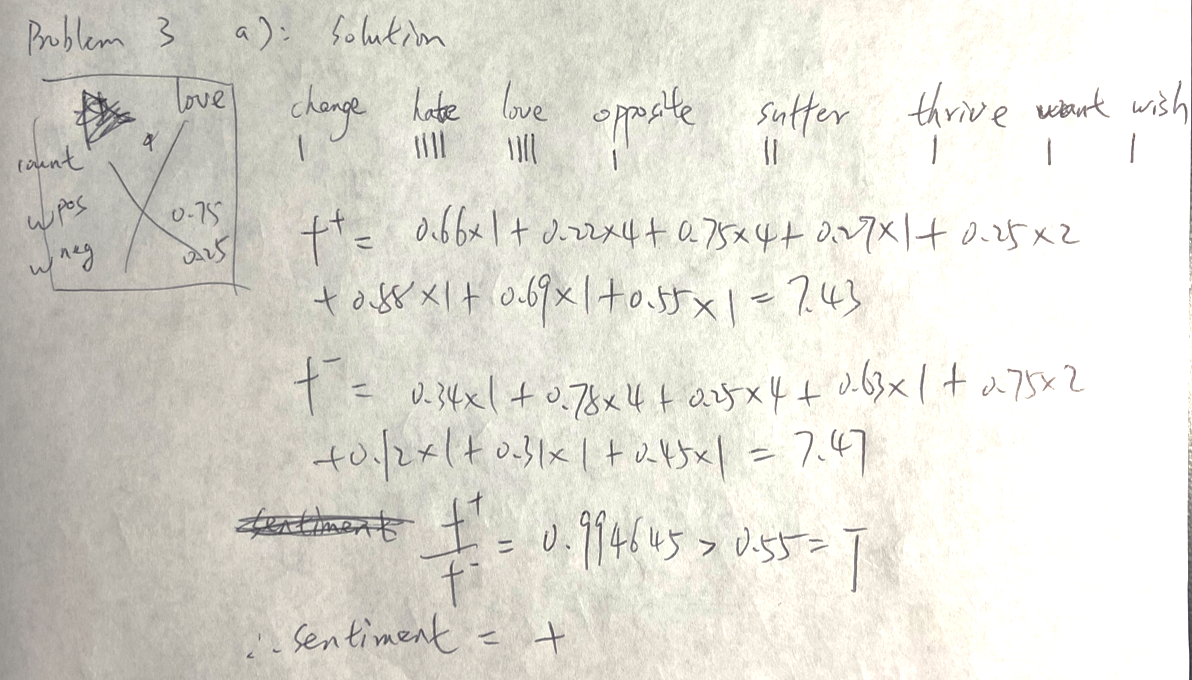 Problem 3 a): Solution
love
count 4
w^pos 0.75
w^neg 0.25
change hate love opposite suffer thrive want wish
| |||| |||| | || | | |
f^+ = 0.66×1 + 0.22×4 + 0.75×4 + 0.27×1 + 0.25×2
+ 0.88×1 + 0.69×1 + 0.55×1 = 7.43
f^- = 0.34×1 + 0.78×4 + 0.25×4 + 0.63×1 + 0.75×2
+ 0.12×1 + 0.31×1 + 0.45×1 = 7.47
sentiment f^+/f^- = 0.994645 > 0.55 = T
∴ sentiment = +